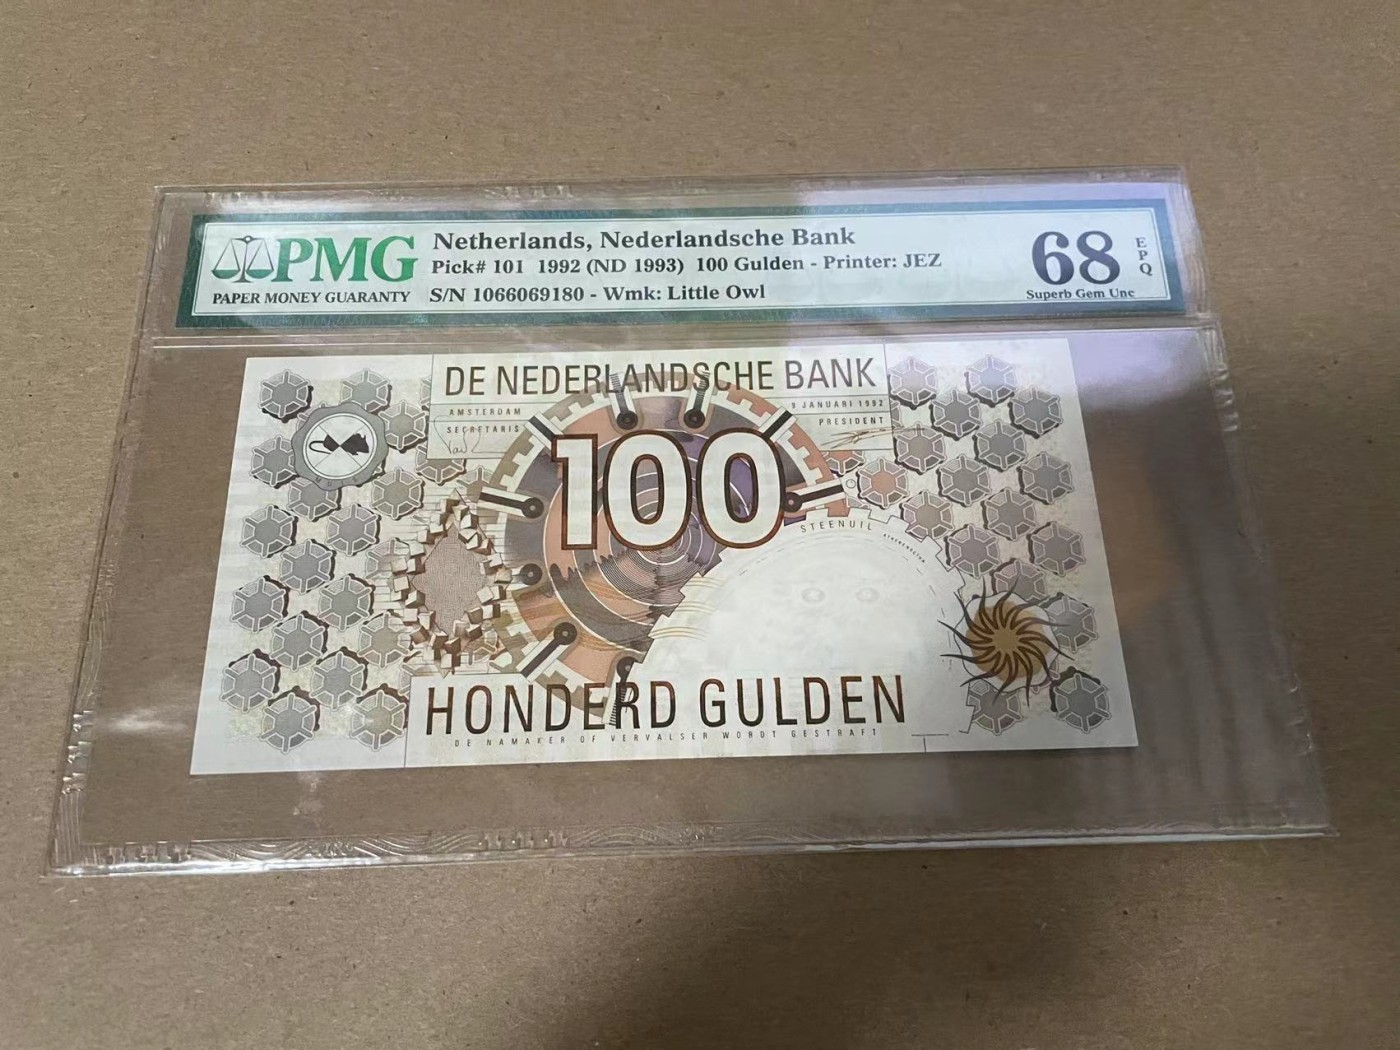 PMG
PAPER MONEY GUARANTY
Netherlands, Nederlandsche Bank
Pick# 101 1992 (ND 1993) 100 Gulden - Printer: JEZ
S/N 1066069180 - Wmk: Little Owl
68
EPQ
Superb Gem Unc
DE NEDERLANDSCHE BANK
AMSTERDAM
9 JANUARI 1992
SECRETARIS
PRESIDENT
100
STEENUIL
HONDERD GULDEN
DE NAMAKER OF VERVALSER WORDT GESTRAFT